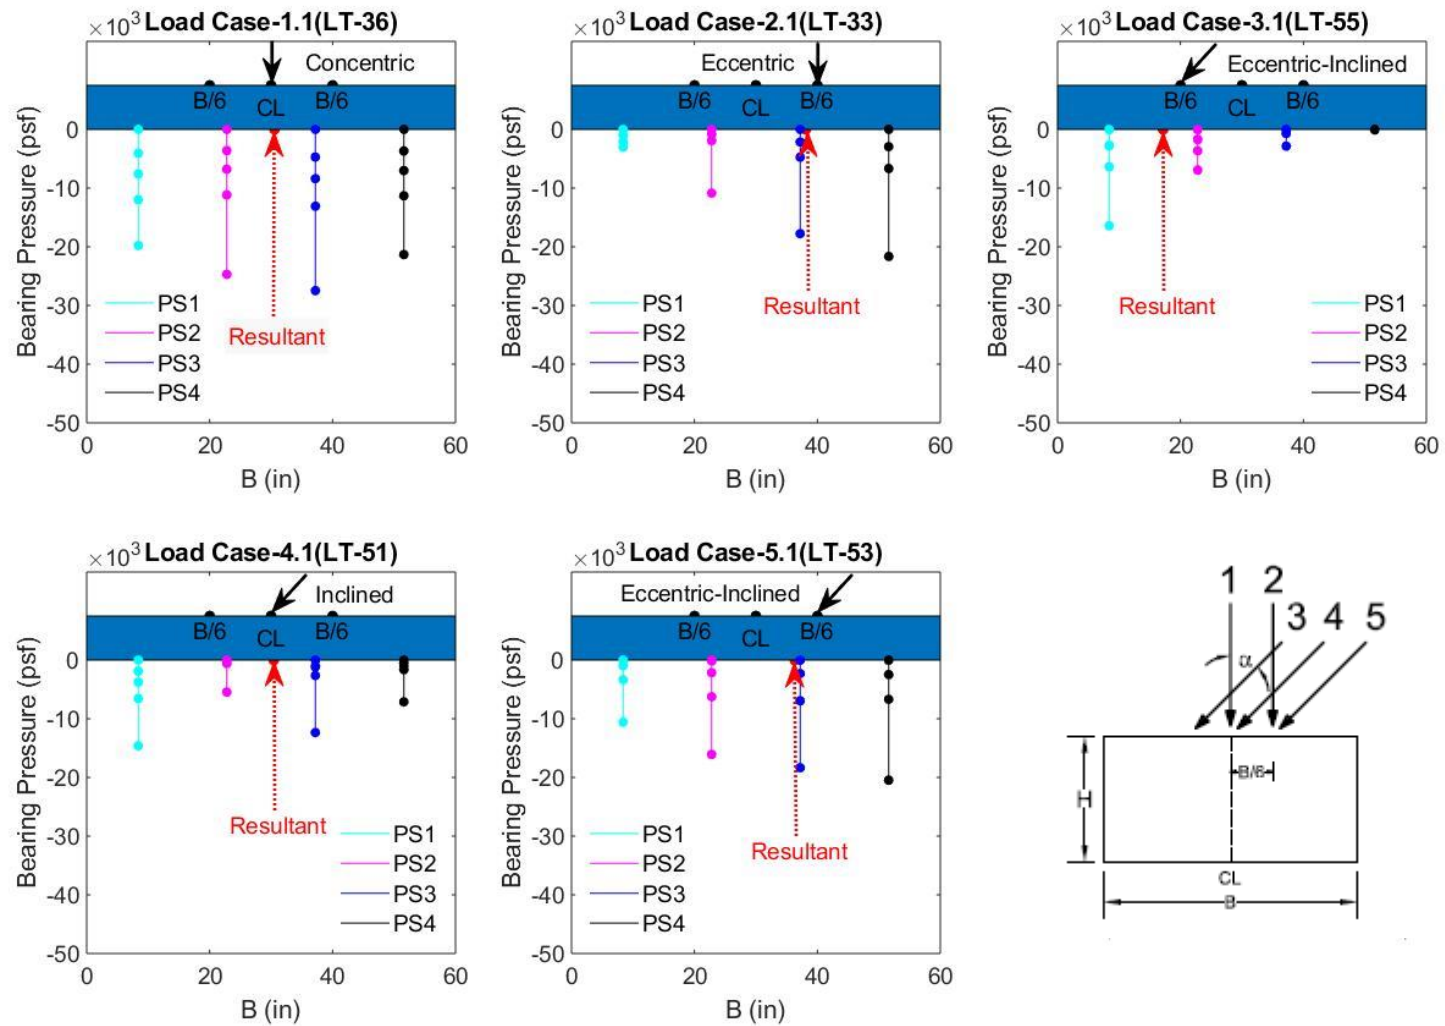 ×10³ Load Case-1.1(LT-36)
Concentric
B/6 CL B/6
0
-10
-20
-30
-40
-50
Bearing Pressure (psf)
PS1
PS2
PS3
PS4
Resultant
0 20 40 60
B (in)
×10³ Load Case-2.1(LT-33)
Eccentric
B/6 CL B/6
0
-10
-20
-30
-40
-50
Bearing Pressure (psf)
Resultant
PS1
PS2
PS3
PS4
0 20 40 60
B (in)
×10³ Load Case-3.1(LT-55)
Eccentric-Inclined
B/6 CL B/6
0
-10
-20
-30
-40
-50
Bearing Pressure (psf)
Resultant
PS1
PS2
PS3
PS4
0 20 40 60
B (in)
×10³ Load Case-4.1(LT-51)
Inclined
B/6 CL B/6
0
-10
-20
-30
-40
-50
Bearing Pressure (psf)
Resultant
PS1
PS2
PS3
PS4
0 20 40 60
B (in)
×10³ Load Case-5.1(LT-53)
Eccentric-Inclined
B/6 CL B/6
0
-10
-20
-30
-40
-50
Bearing Pressure (psf)
PS1
PS2
PS3
PS4
Resultant
0 20 40 60
B (in)
1 2
3 4 5
α
B/6
H
CL
B